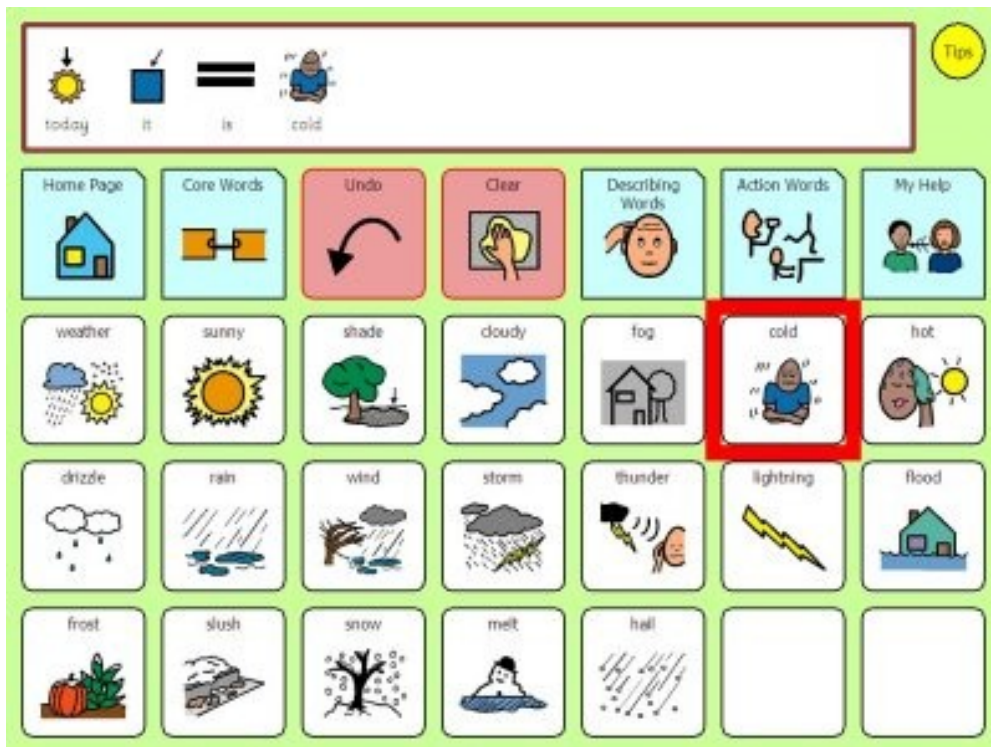 Tips
today it is cold
Home Page Core Words Undo Clear Describing Words Action Words My Help
weather sunny shade cloudy fog cold hot
drizzle rain wind storm thunder lightning flood
frost slush snow melt hail